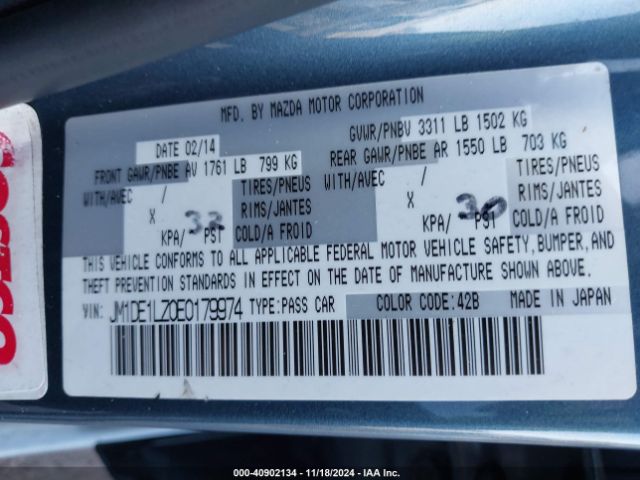 MFD. BY MAZDA MOTOR CORPORATION
DATE 02/14 GVWR/PNBV 3311 LB 1502 KG
FRONT GAWR/PNBE AV 1761 LB 799 KG REAR GAWR/PNBE AR 1550 LB 703 KG
WITH/AVEC / TIRES/PNEUS WITH/AVEC / TIRES/PNEUS
X RIMS/JANTES X RIMS/JANTES
KPA/ 32 PSI COLD/A FROID KPA/ 30 PSI COLD/A FROID
THIS VEHICLE CONFORMS TO ALL APPLICABLE FEDERAL MOTOR VEHICLE SAFETY, BUMPER, AND
THEFT PREVENTION STANDARDS IN EFFECT ON THE DATE OF MANUFACTURE SHOWN ABOVE.
VIN: JM1DE1LZ0E0179974 TYPE:PASS CAR COLOR CODE:42B MADE IN JAPAN
COSTCO
000-40902134 - 11/18/2024 - IAA Inc.